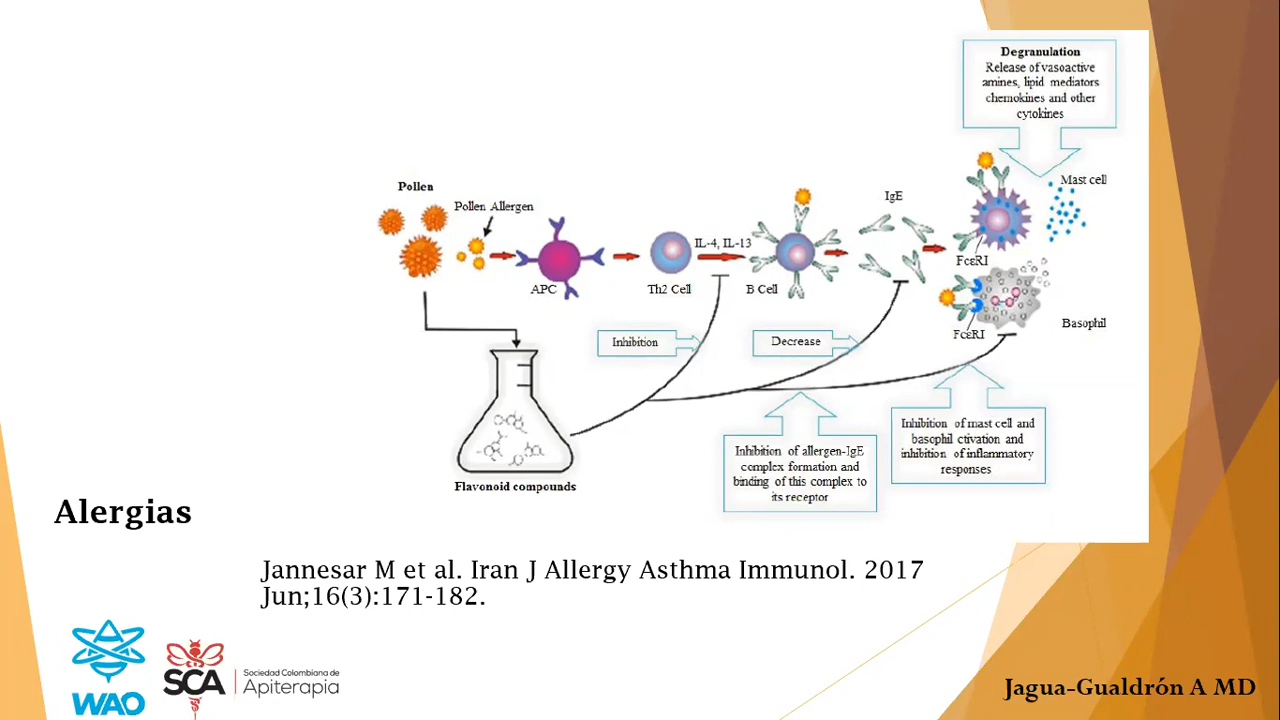 Degranulation
Release of vasoactive
amines, lipid mediators
chemokines and other
cytokines
Mast cell
Pollen
Pollen Allergen
IgE
IL-4, IL-13
FcεRI
APC
Th2 Cell
B Cell
Basophil
FcεRI
Inhibition
Decrease
Inhibition of mast cell and
basophil ctivation and
inhibition of inflammatory
responses
Inhibition of allergen-IgE
complex formation and
binding of this complex to
its receptor
Flavonoid compounds
Alergias
Jannesar M et al. Iran J Allergy Asthma Immunol. 2017
Jun;16(3):171-182.
WAO
SCA
Sociedad Colombiana de
Apiterapia
Jagua-Gualdrón A MD